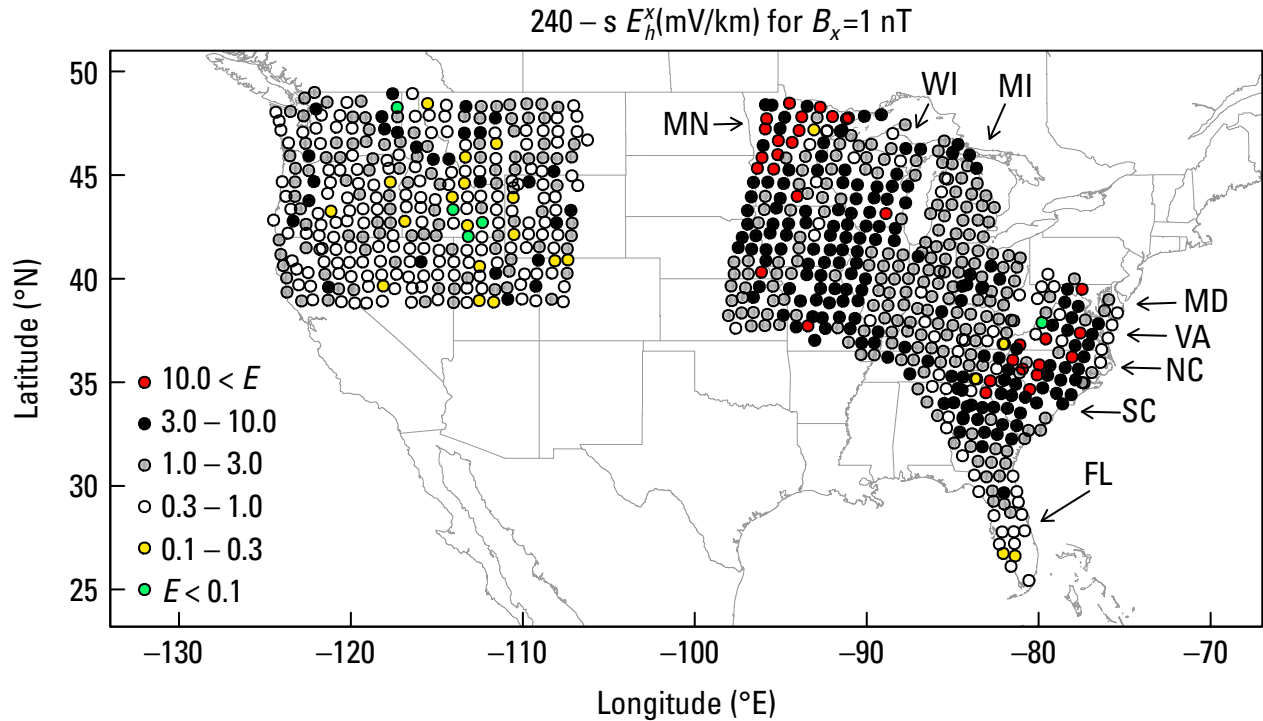 240 – s E_h^x(mV/km) for B_x=1 nT
50
45
40
35
30
25
Latitude (°N)
MN
WI
MI
MD
VA
NC
SC
FL
10.0 < E
3.0 – 10.0
1.0 – 3.0
0.3 – 1.0
0.1 – 0.3
E < 0.1
–130
–120
–110
–100
–90
–80
–70
Longitude (°E)